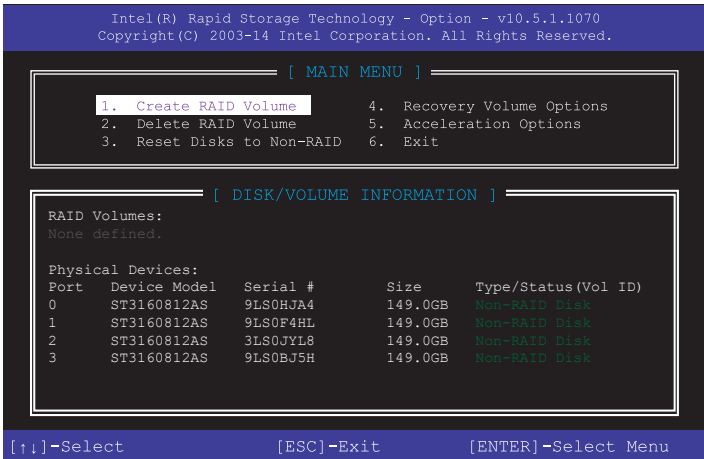 Intel(R) Rapid Storage Technology - Option - v10.5.1.1070
Copyright(C) 2003-14 Intel Corporation. All Rights Reserved.
[ MAIN MENU ]
1. Create RAID Volume 4. Recovery Volume Options
2. Delete RAID Volume 5. Acceleration Options
3. Reset Disks to Non-RAID 6. Exit
[ DISK/VOLUME INFORMATION ]
RAID Volumes:
None defined.
Physical Devices:
Port Device Model Serial # Size Type/Status(Vol ID)
0 ST3160812AS 9LS0HJA4 149.0GB Non-RAID Disk
1 ST3160812AS 9LS0F4HL 149.0GB Non-RAID Disk
2 ST3160812AS 3LS0JYL8 149.0GB Non-RAID Disk
3 ST3160812AS 9LS0BJ5H 149.0GB Non-RAID Disk
[↑↓]-Select [ESC]-Exit [ENTER]-Select Menu